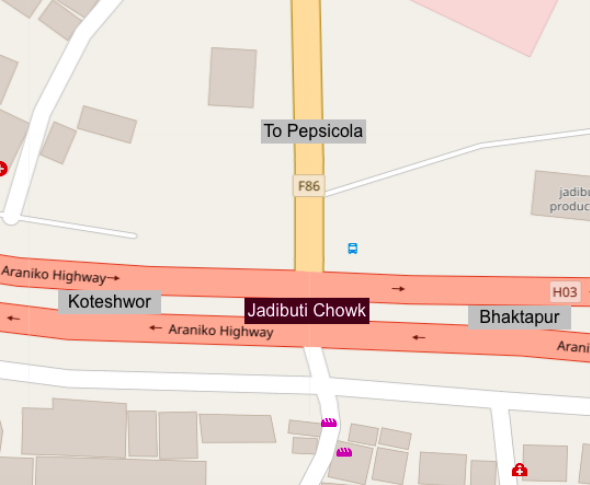 To Pepsicola
F86
jadibu
produc
Araniko Highway
H03
Koteshwor
Jadibuti Chowk
Bhaktapur
Araniko Highway
Arani